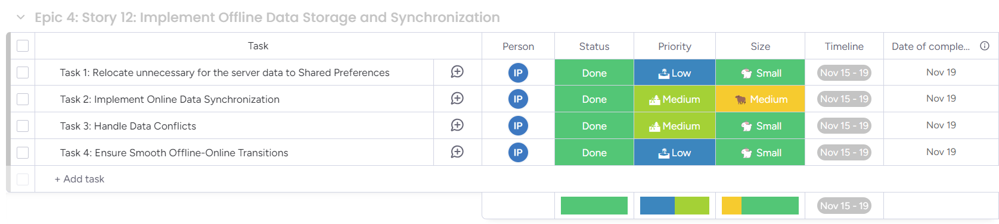 Epic 4: Story 12: Implement Offline Data Storage and Synchronization
Task Person Status Priority Size Timeline Date of comple...
Task 1: Relocate unnecessary for the server data to Shared Preferences IP Done Low Small Nov 15 - 19 Nov 19
Task 2: Implement Online Data Synchronization IP Done Medium Medium Nov 15 - 19 Nov 19
Task 3: Handle Data Conflicts IP Done Medium Small Nov 15 - 19 Nov 19
Task 4: Ensure Smooth Offline-Online Transitions IP Done Low Small Nov 15 - 19 Nov 19
+ Add task
Nov 15 - 19